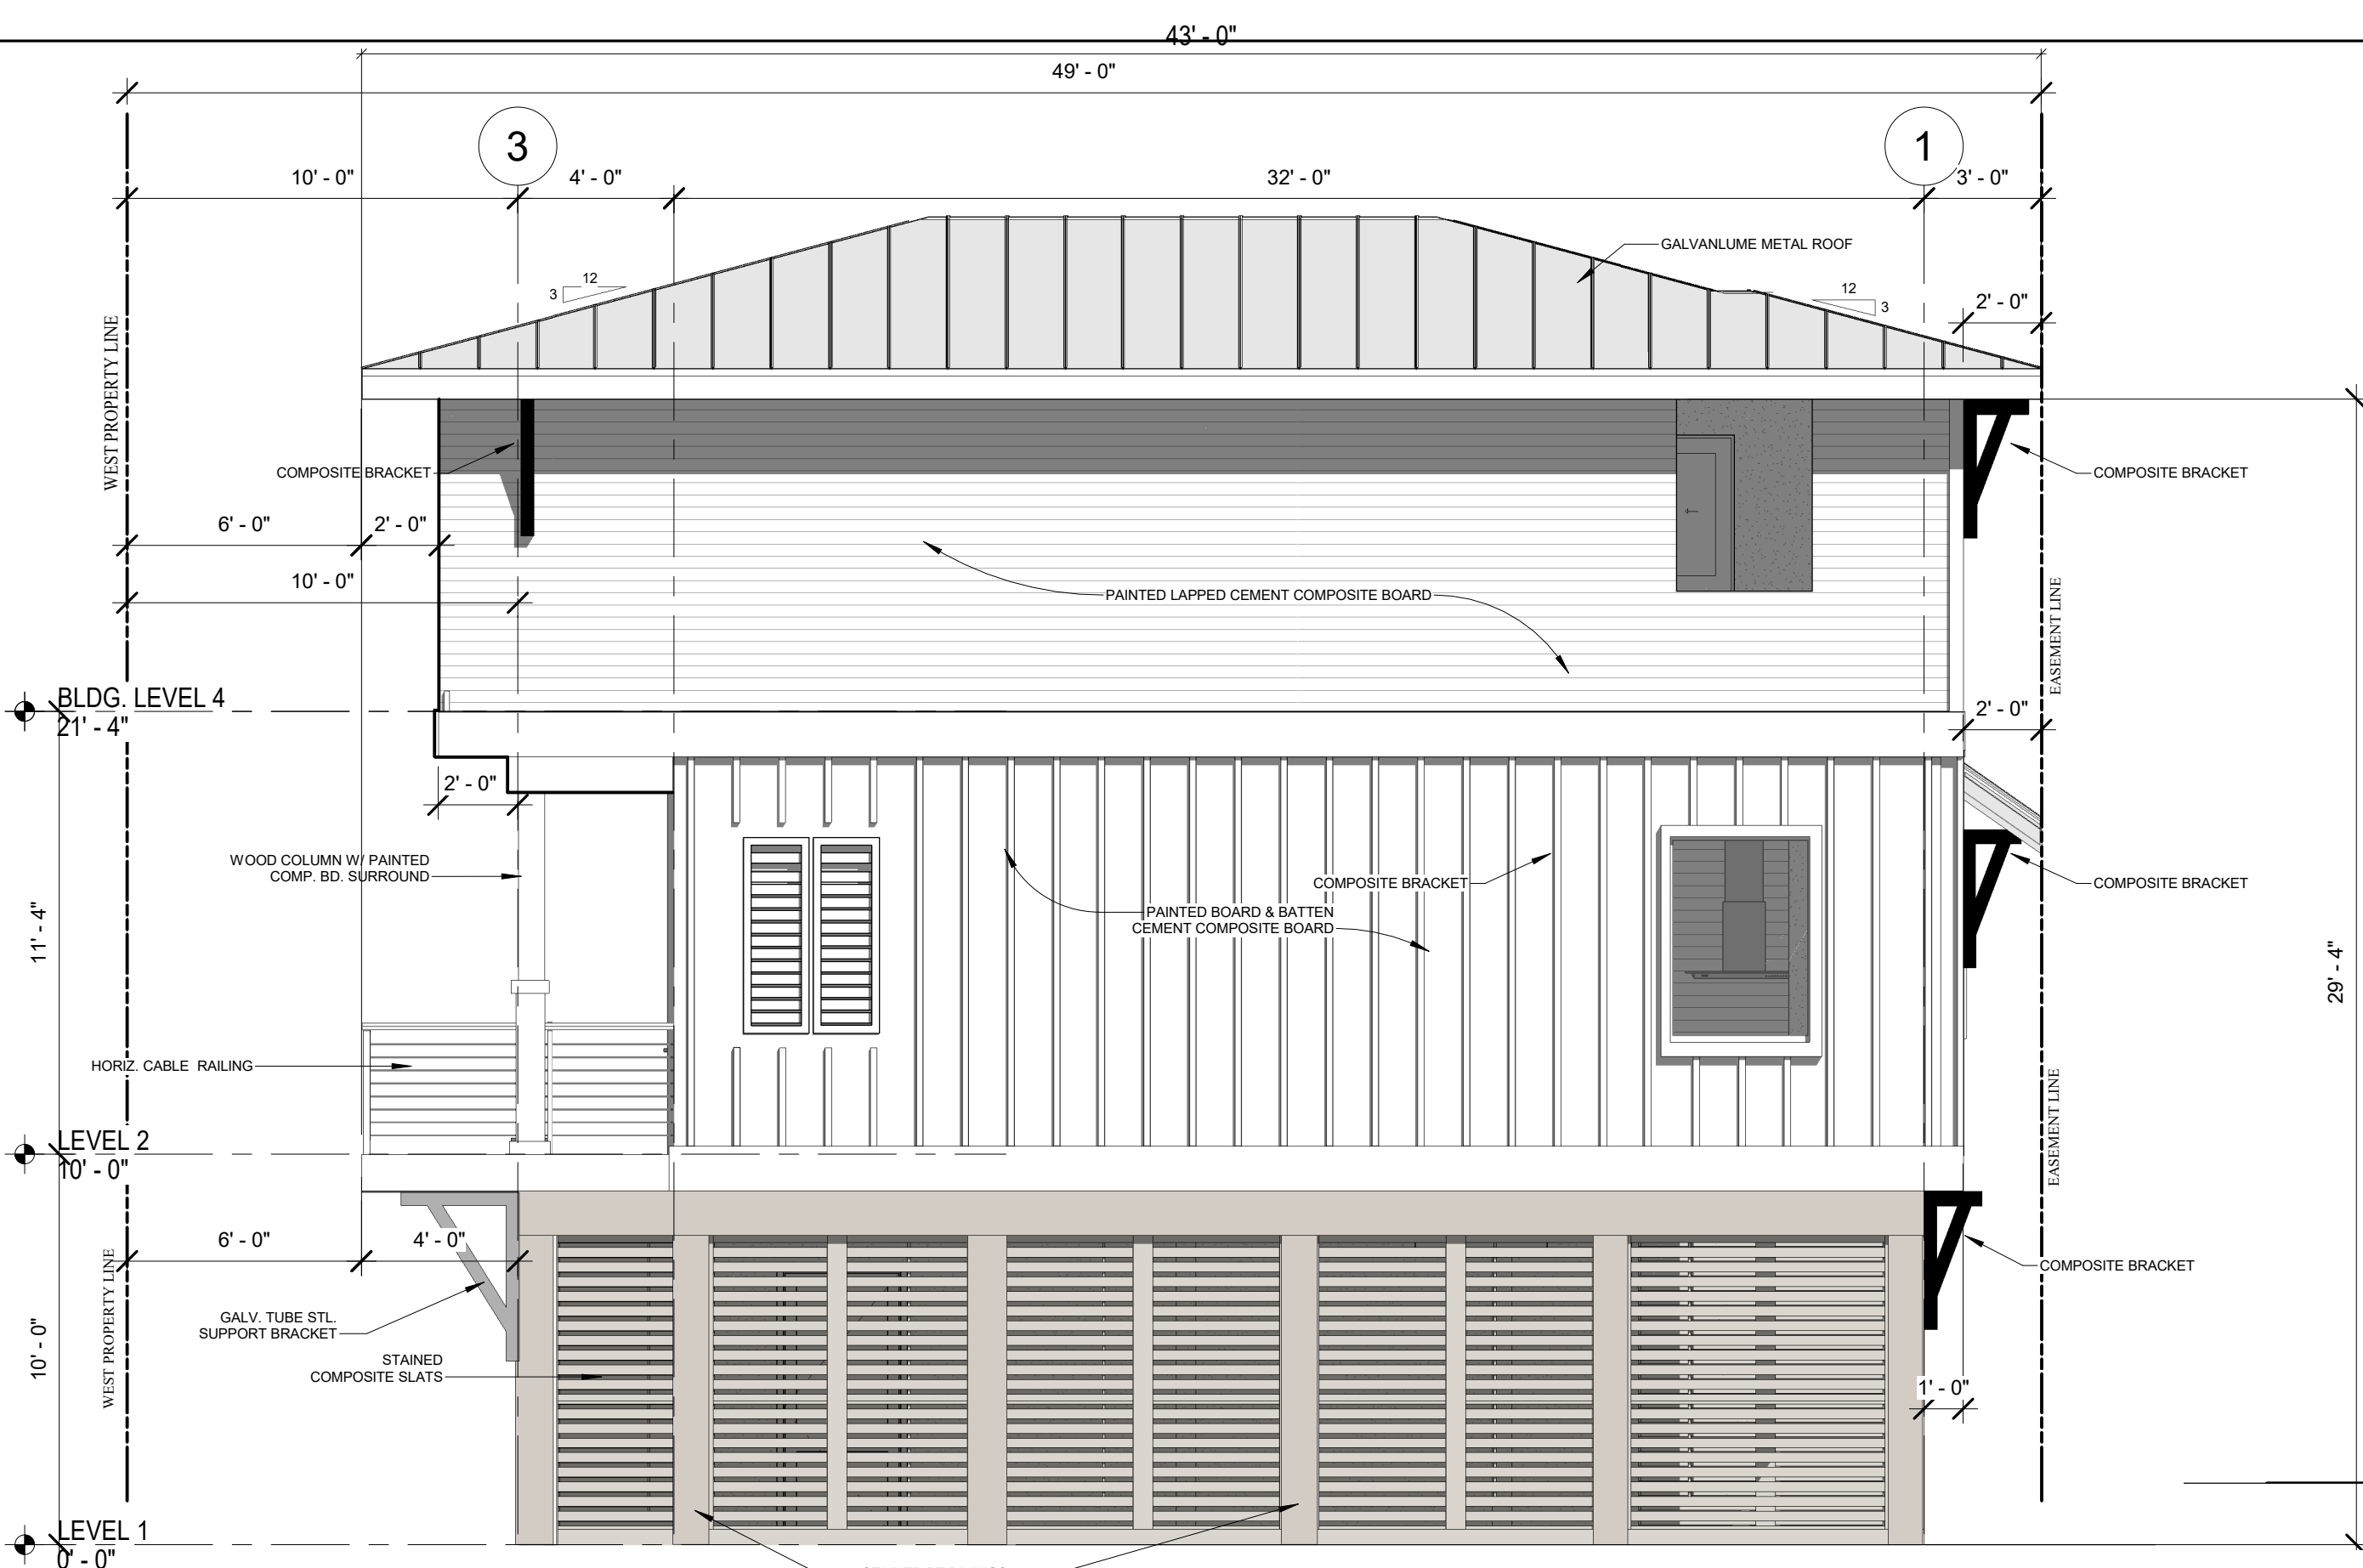 43' - 0"
49' - 0"
3
1
10' - 0"
4' - 0"
32' - 0"
3' - 0"
GALVANLUME METAL ROOF
12
3
12
3
2' - 0"
WEST PROPERTY LINE
COMPOSITE BRACKET
COMPOSITE BRACKET
6' - 0"
2' - 0"
10' - 0"
PAINTED LAPPED CEMENT COMPOSITE BOARD
EASEMENT LINE
BLDG. LEVEL 4
21' - 4"
2' - 0"
2' - 0"
WOOD COLUMN W/ PAINTED
COMP. BD. SURROUND
COMPOSITE BRACKET
COMPOSITE BRACKET
PAINTED BOARD & BATTEN
CEMENT COMPOSITE BOARD
11' - 4"
29' - 4"
HORIZ. CABLE RAILING
EASEMENT LINE
LEVEL 2
10' - 0"
6' - 0"
4' - 0"
COMPOSITE BRACKET
WEST PROPERTY LINE
GALV. TUBE STL.
SUPPORT BRACKET
10' - 0"
STAINED
COMPOSITE SLATS
1' - 0"
LEVEL 1
0' - 0"